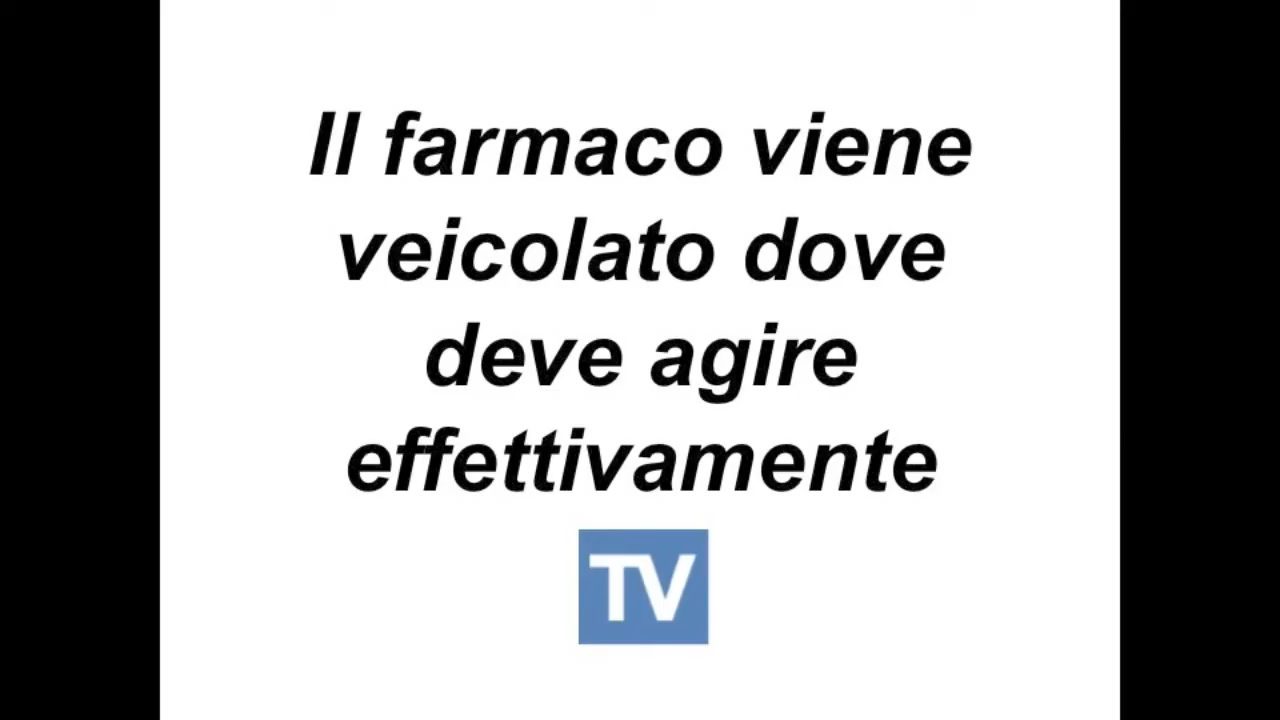 Il farmaco viene
veicolato dove
deve agire
effettivamente
TV